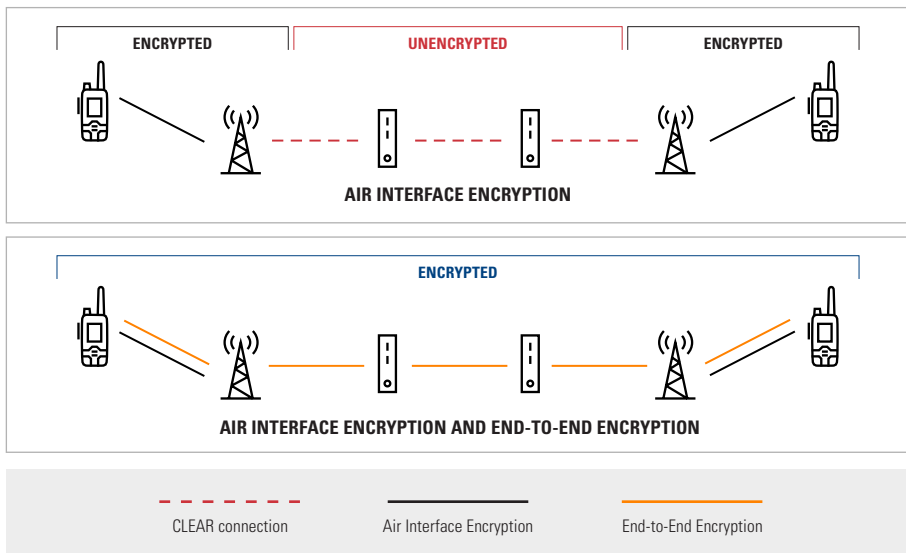 ENCRYPTED UNENCRYPTED ENCRYPTED
AIR INTERFACE ENCRYPTION
ENCRYPTED
AIR INTERFACE ENCRYPTION AND END-TO-END ENCRYPTION
CLEAR connection Air Interface Encryption End-to-End Encryption